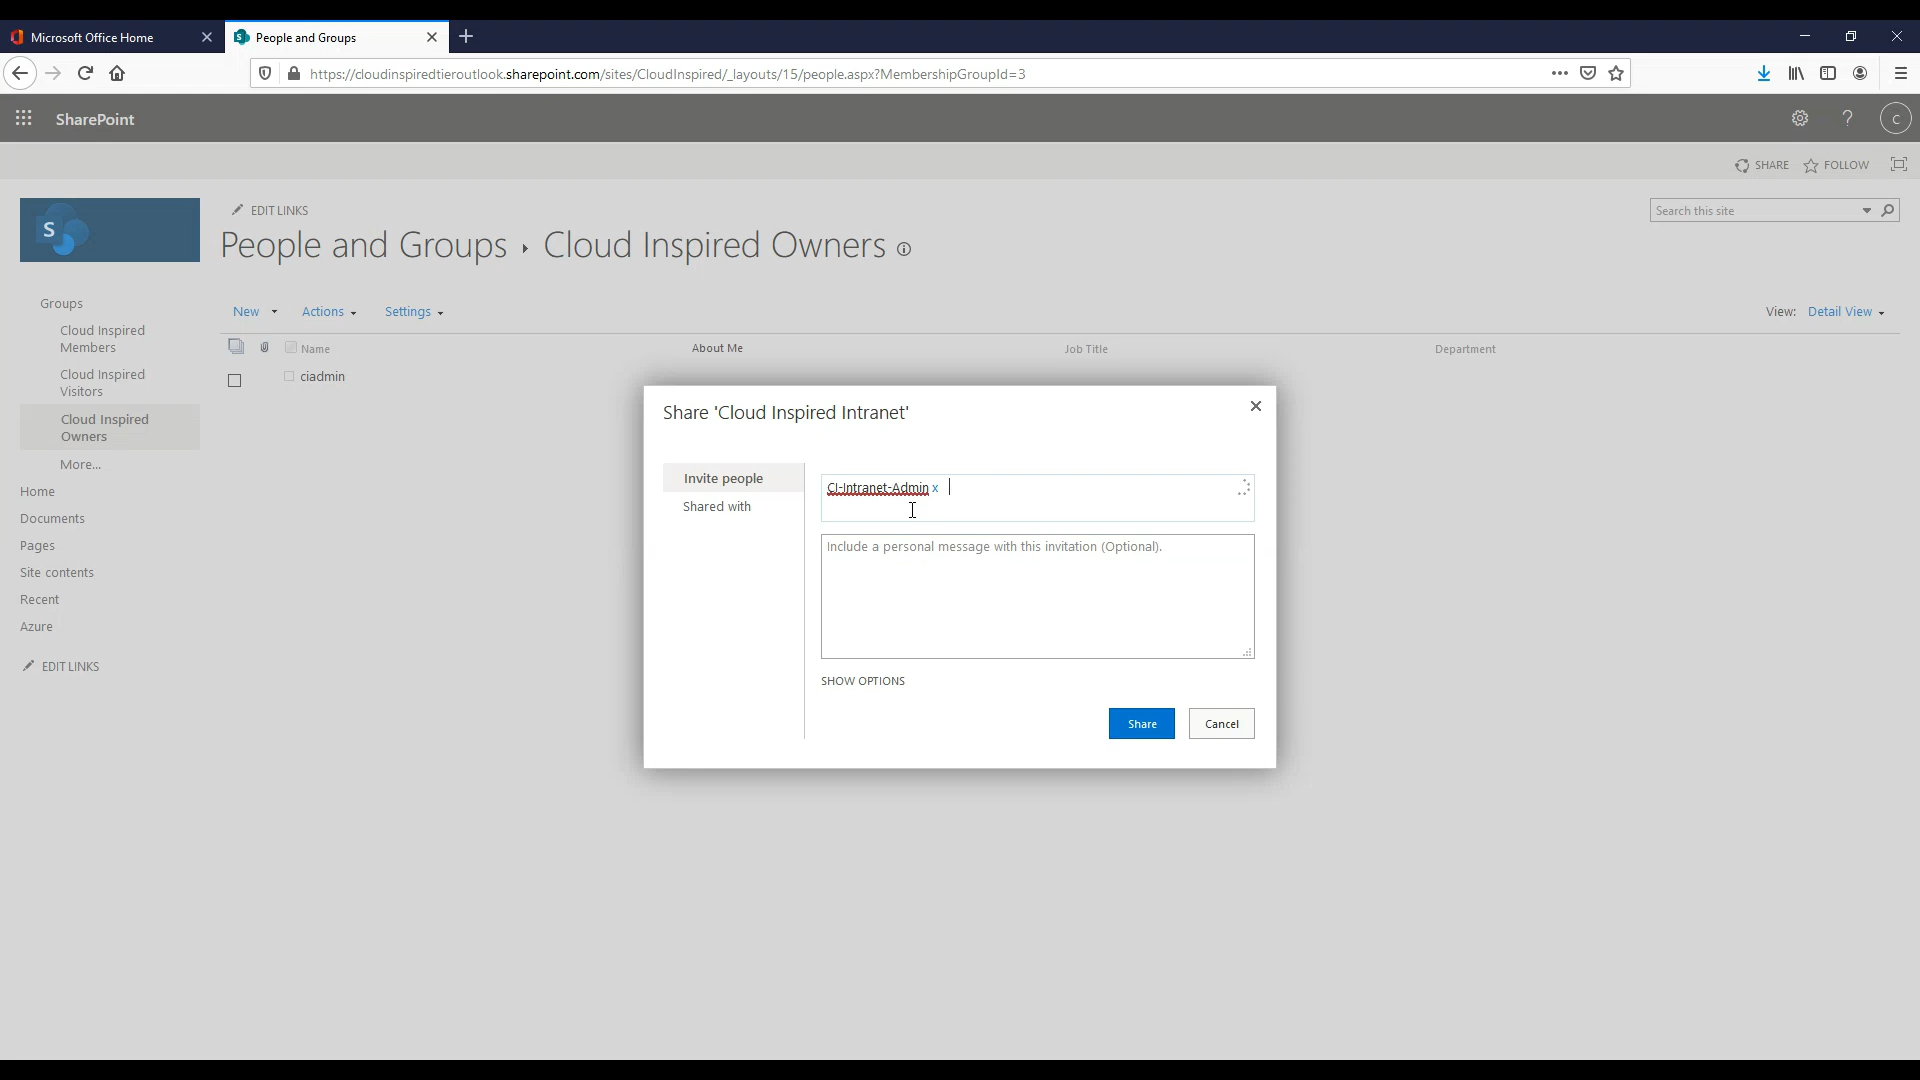 Microsoft Office Home
People and Groups
https://cloudinspiredtieroutlook.sharepoint.com/sites/CloudInspired/_layouts/15/people.aspx?MembershipGroupId=3
SharePoint
?
C
SHARE
FOLLOW
S
EDIT LINKS
Search this site
People and Groups ▸ Cloud Inspired Owners
Groups
Cloud Inspired
Members
Cloud Inspired
Visitors
Cloud Inspired
Owners
More...
Home
Documents
Pages
Site contents
Recent
Azure
EDIT LINKS
New
Actions
Settings
View: Detail View
Name
About Me
Job Title
Department
ciadmin
Share 'Cloud Inspired Intranet'
Invite people
Shared with
CI-Intranet-Admin x
Include a personal message with this invitation (Optional).
SHOW OPTIONS
Share
Cancel